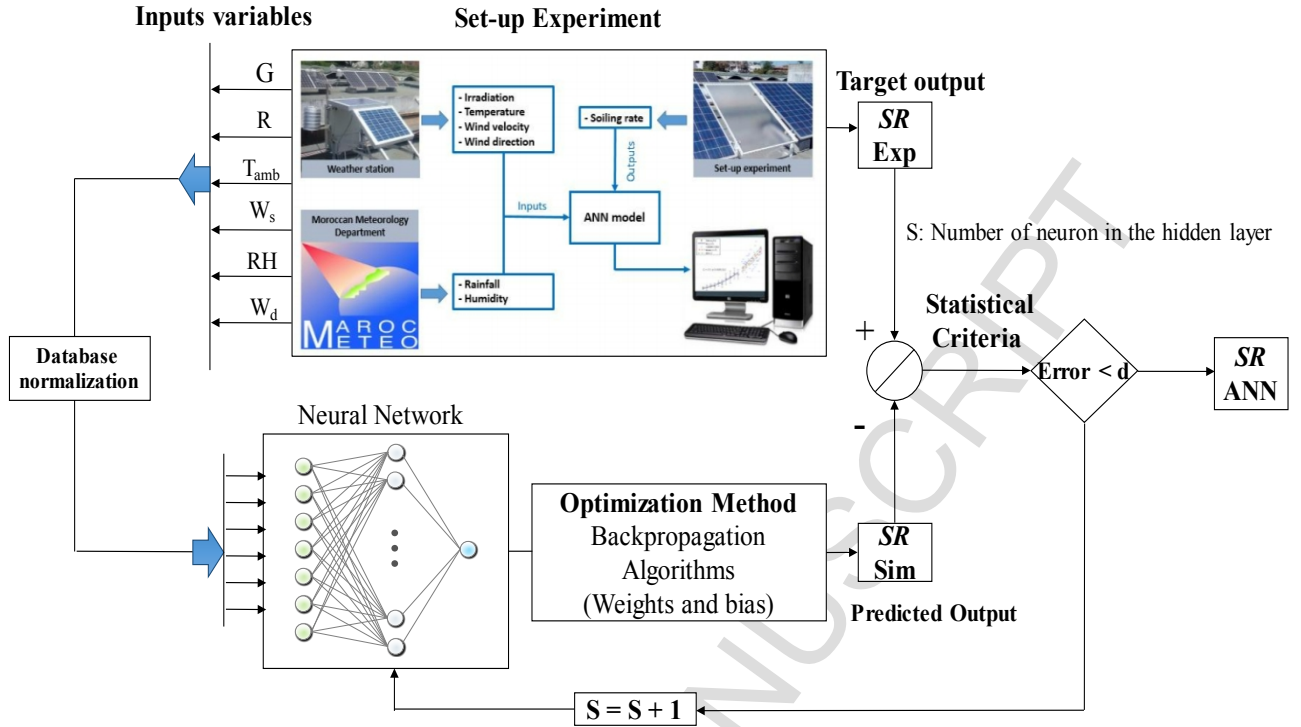 Inputs variables
Set-up Experiment
G
R
T_amb
W_s
RH
W_d
- Irradiation
- Temperature
- Wind velocity
- Wind direction
Weather station
- Soiling rate
Set-up experiment
Outputs
Inputs
ANN model
Moroccan Meteorology
Department
- Rainfall
- Humidity
MAROC
METEO
Target output
SR
Exp
S: Number of neuron in the hidden layer
Database
normalization
+
-
Statistical
Criteria
Error < d
SR
ANN
Neural Network
Optimization Method
Backpropagation
Algorithms
(Weights and bias)
SR
Sim
Predicted Output
S = S + 1
NUSCRIPT